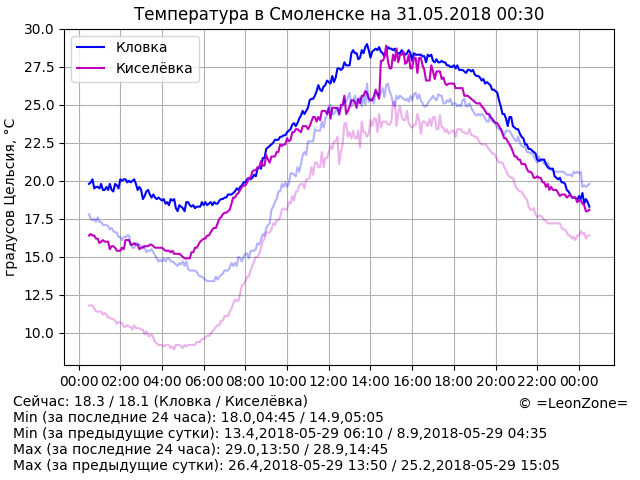 Температура в Смоленске на 31.05.2018 00:30
градусов Цельсия, °C
30.0
27.5
25.0
22.5
20.0
17.5
15.0
12.5
10.0
Кловка
Киселёвка
00:00 02:00 04:00 06:00 08:00 10:00 12:00 14:00 16:00 18:00 20:00 22:00 00:00
Сейчас: 18.3 / 18.1 (Кловка / Киселёвка)
© =LeonZone=
Min (за последние 24 часа): 18.0,04:45 / 14.9,05:05
Min (за предыдущие сутки): 13.4,2018-05-29 06:10 / 8.9,2018-05-29 04:35
Max (за последние 24 часа): 29.0,13:50 / 28.9,14:45
Max (за предыдущие сутки): 26.4,2018-05-29 13:50 / 25.2,2018-05-29 15:05